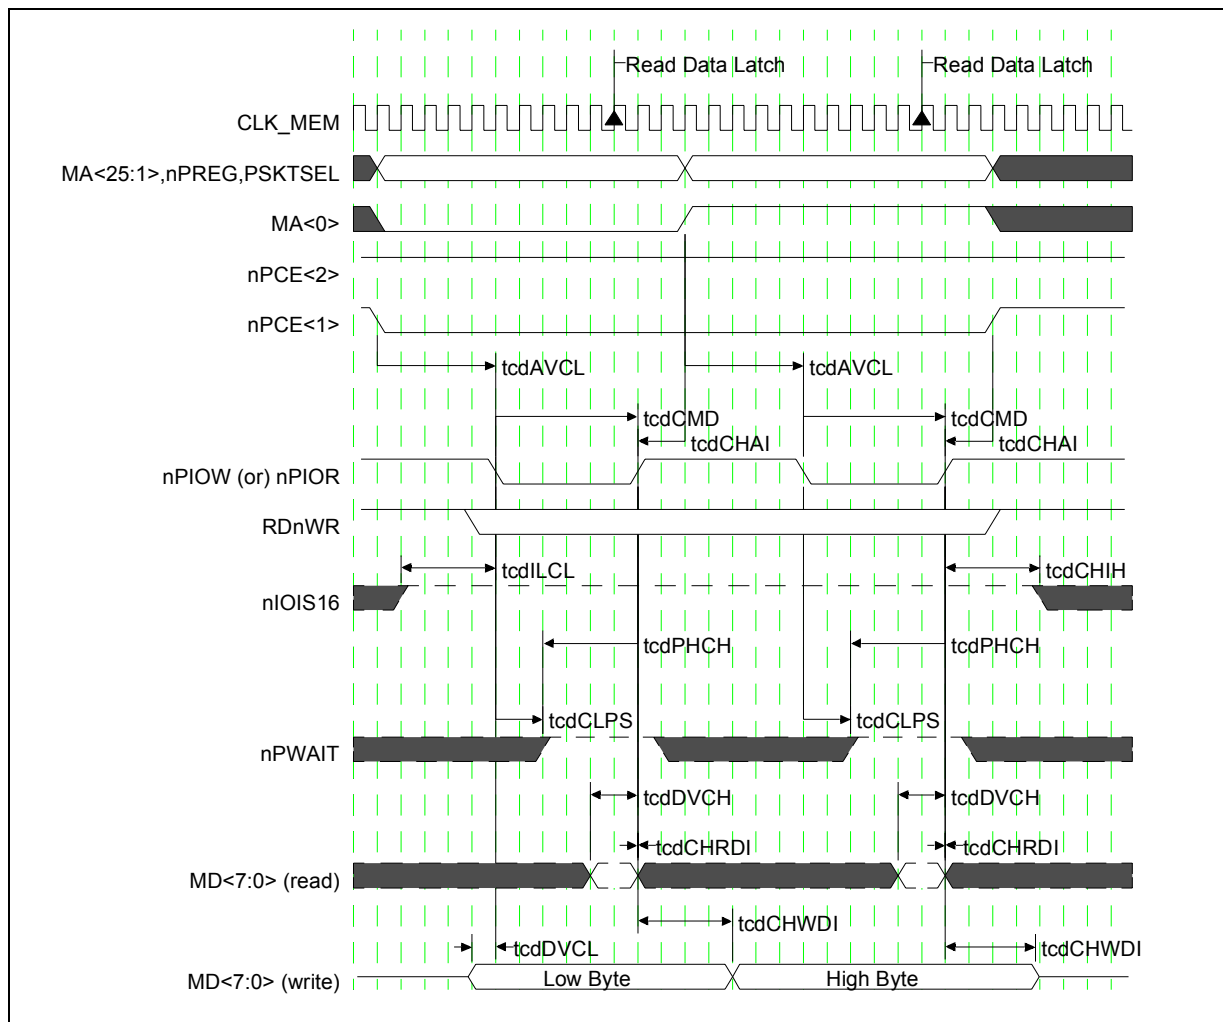 Read Data Latch Read Data Latch
CLK_MEM
MA<25:1>,nPREG,PSKTSEL
MA<0>
nPCE<2>
nPCE<1>
tcdAVCL tcdAVCL
tcdCMD tcdCMD
tcdCHAI tcdCHAI
nPIOW (or) nPIOR
RDnWR
tcdILCL tcdCHIH
nIOIS16
tcdPHCH tcdPHCH
tcdCLPS tcdCLPS
nPWAIT
tcdDVCH tcdDVCH
tcdCHRDI tcdCHRDI
MD<7:0> (read)
tcdCHWDI
tcdDVCL tcdCHWDI
MD<7:0> (write) Low Byte High Byte